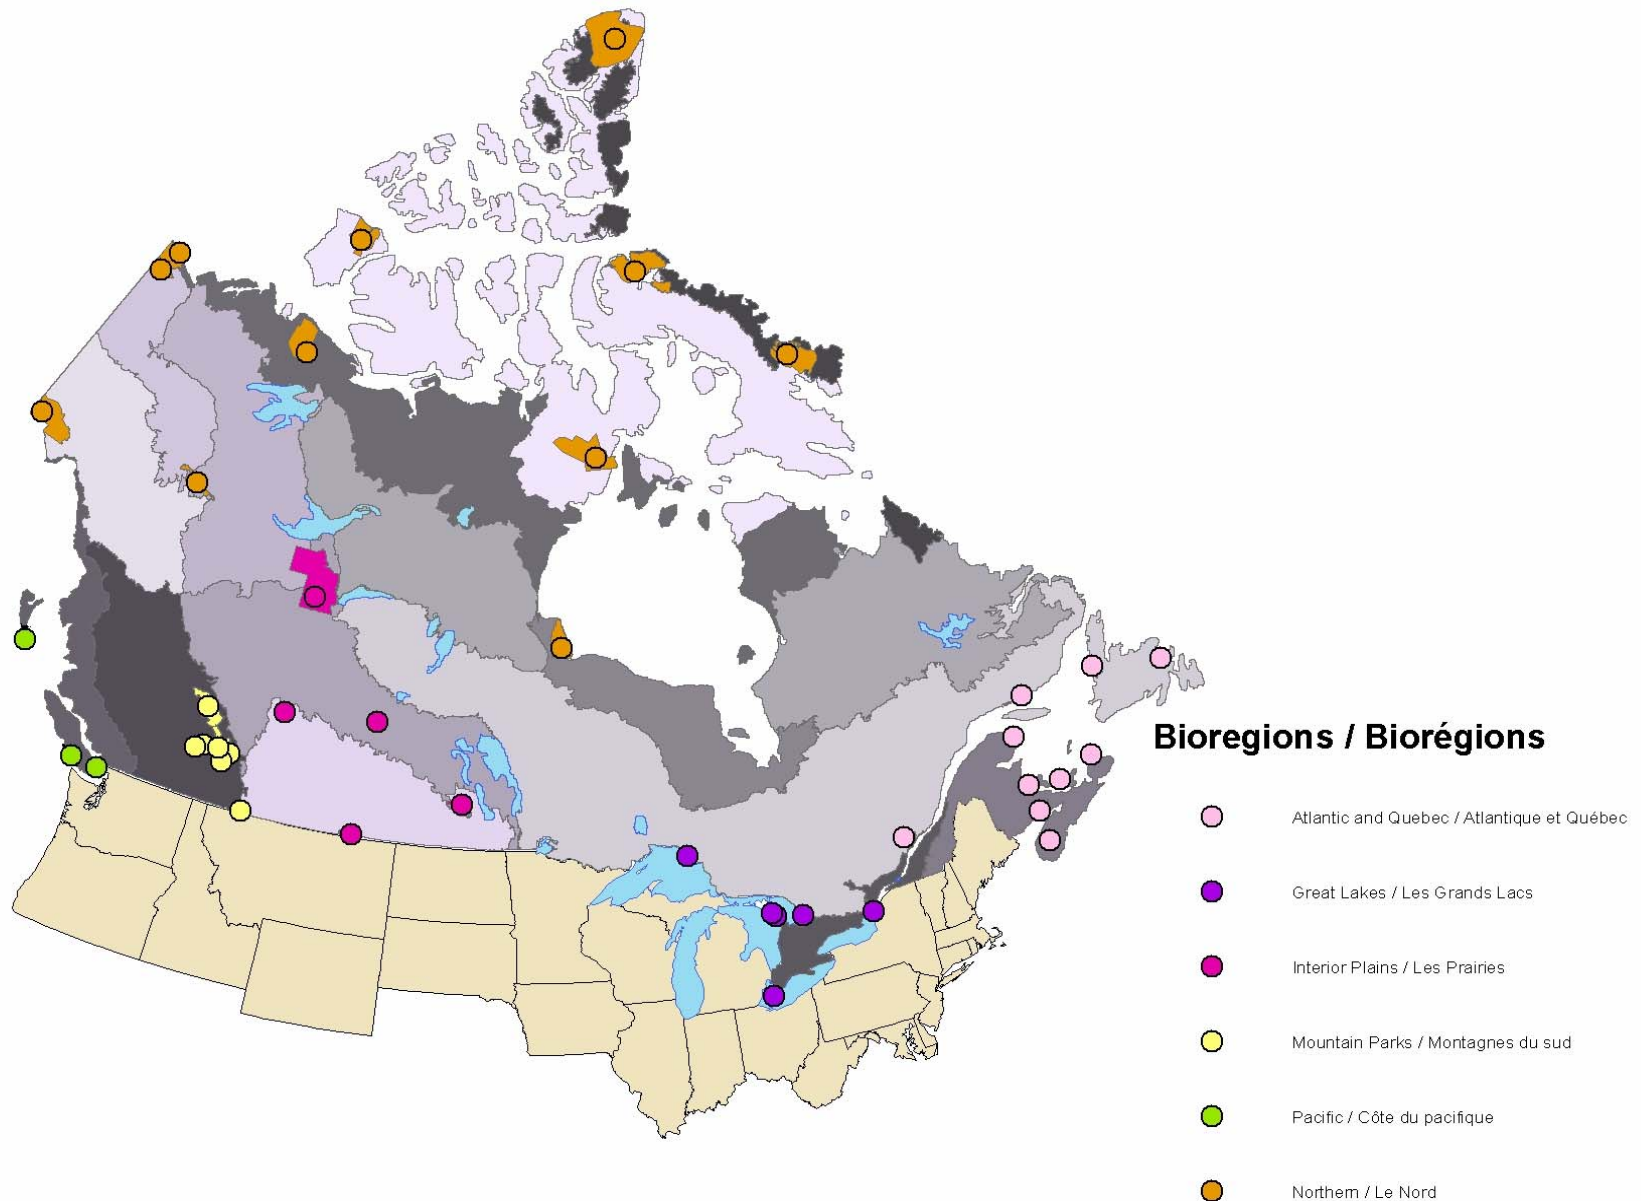 Bioregions / Biorégions
Atlantic and Quebec / Atlantique et Québec
Great Lakes / Les Grands Lacs
Interior Plains / Les Prairies
Mountain Parks / Montagnes du sud
Pacific / Côte du pacifique
Northern / Le Nord